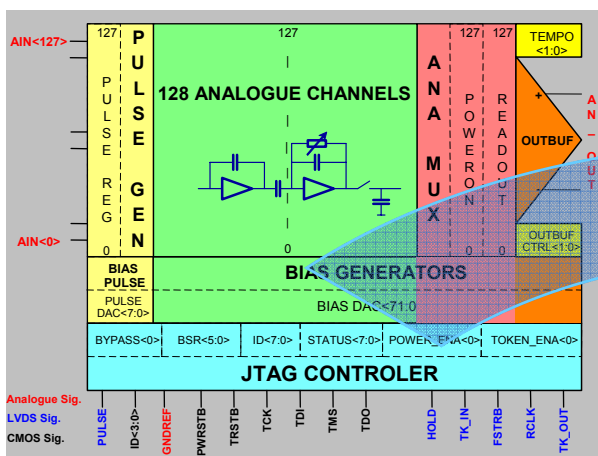 127
P U L S E G E N
127
127
127
TEMPO
<1:0>
AIN<127>
PULSE REG
128 ANALOGUE CHANNELS
ANA MUX
POWERON
READOUT
+
OUTBUF
AN_OUT
AIN<0>
0
0
0
0
OUTBUF
CTRL<1:0>
BIAS
PULSE
BIAS GENERATORS
PULSE
DAC<7:0>
BIAS DAC<71:0
BYPASS<0>
BSR<5:0>
ID<7:0>
STATUS<7:0>
POWER_ENA<0>
TOKEN_ENA<0>
JTAG CONTROLER
Analogue Sig.
LVDS Sig.
CMOS Sig.
PULSE
ID<3:0>
GNDREF
PWRSTB
TRSTB
TCK
TDI
TMS
TDO
HOLD
TK_IN
FSTRB
RCLK
TK_OUT